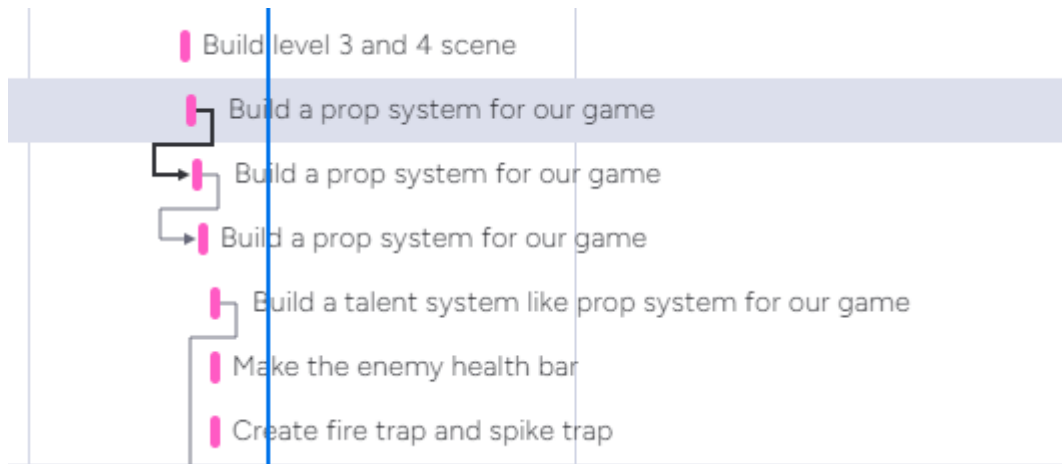 Build level 3 and 4 scene
Build a prop system for our game
Build a prop system for our game
Build a prop system for our game
Build a talent system like prop system for our game
Make the enemy health bar
Create fire trap and spike trap